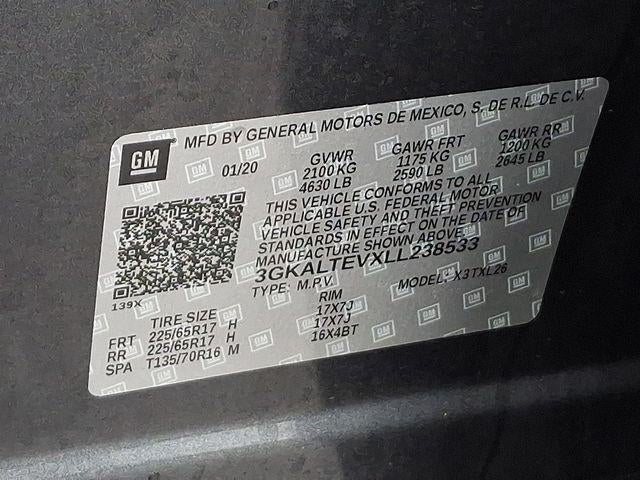 MFD BY GENERAL MOTORS DE MEXICO, S. DE R.L. DE C.V.
GM
01/20
GVWR GAWR FRT GAWR RR
2100 KG 1175 KG 1200 KG
4630 LB 2590 LB 2645 LB
THIS VEHICLE CONFORMS TO ALL
APPLICABLE U.S. FEDERAL MOTOR
VEHICLE SAFETY AND THEFT PREVENTION
STANDARDS IN EFFECT ON THE DATE OF
MANUFACTURE SHOWN ABOVE.
3GKALTEVXLL238533
TYPE: M.P.V. MODEL: X3TXL26
139X
TIRE SIZE RIM
FRT 225/65R17 H 17X7J
RR 225/65R17 H 17X7J
SPA T135/70R16 M 16X4BT